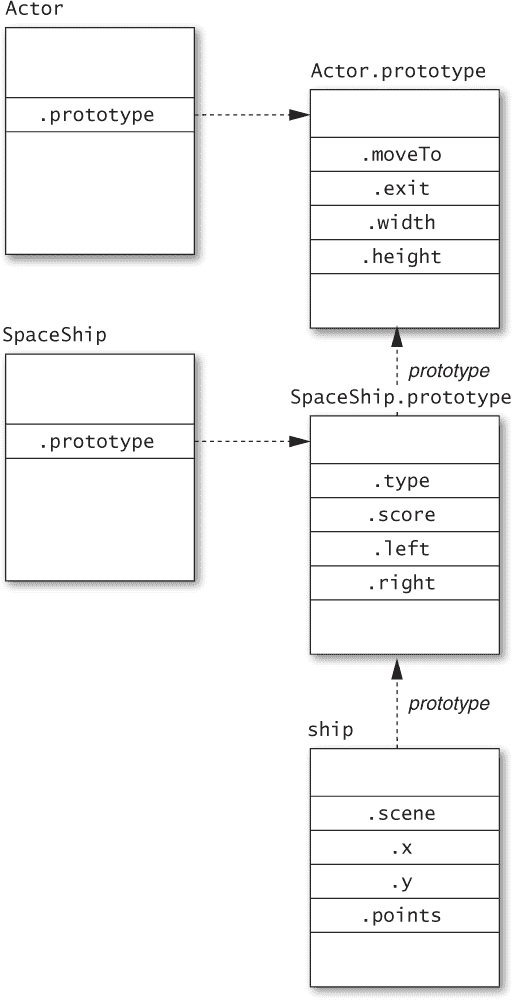 Actor
.prototype
Actor.prototype
.moveTo
.exit
.width
.height
prototype
SpaceShip
.prototype
SpaceShip.prototype
.type
.score
.left
.right
prototype
ship
.scene
.x
.y
.points